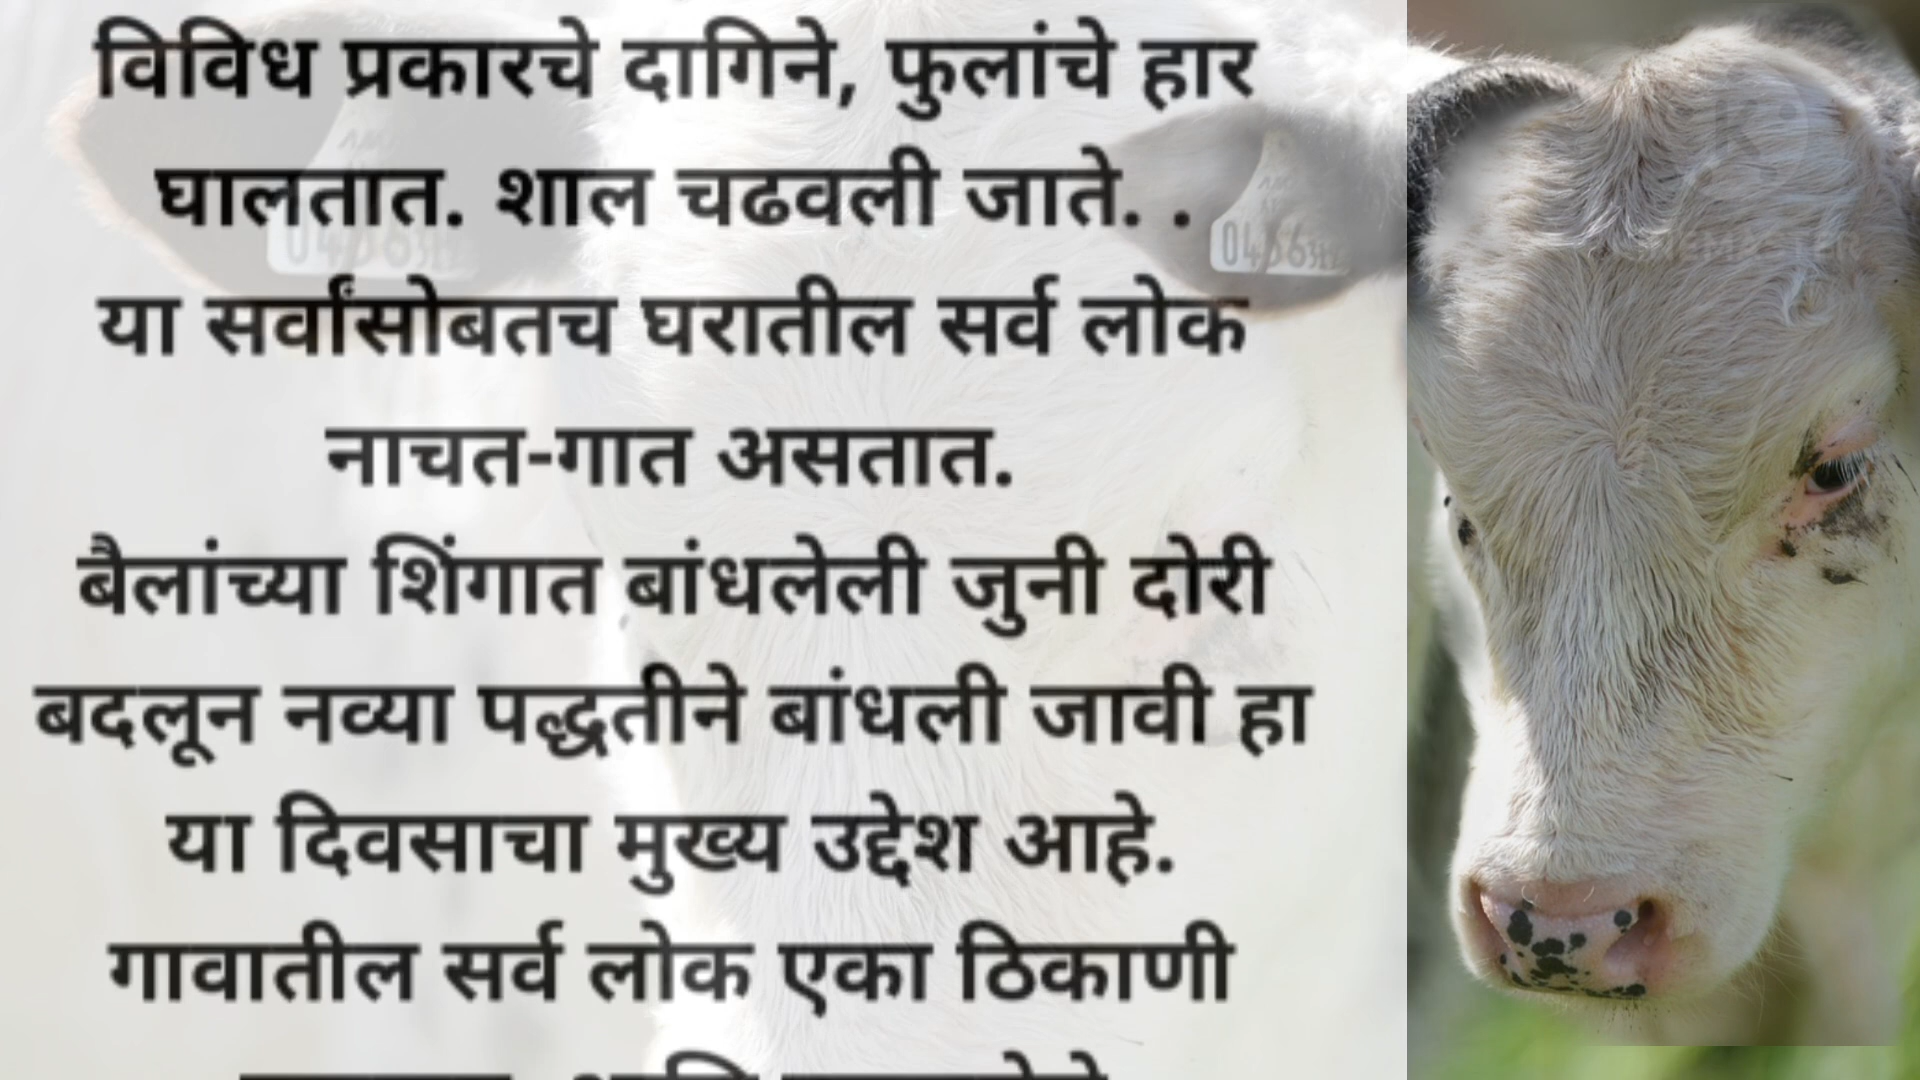 विविध प्रकारचे दागिने, फुलांचे हार
घालतात. शाल चढवली जाते. .
या सर्वांसोबतच घरातील सर्व लोक
नाचत-गात असतात.
बैलांच्या शिंगात बांधलेली जुनी दोरी
बदलून नव्या पद्धतीने बांधली जावी हा
या दिवसाचा मुख्य उद्देश आहे.
गावातील सर्व लोक एका ठिकाणी